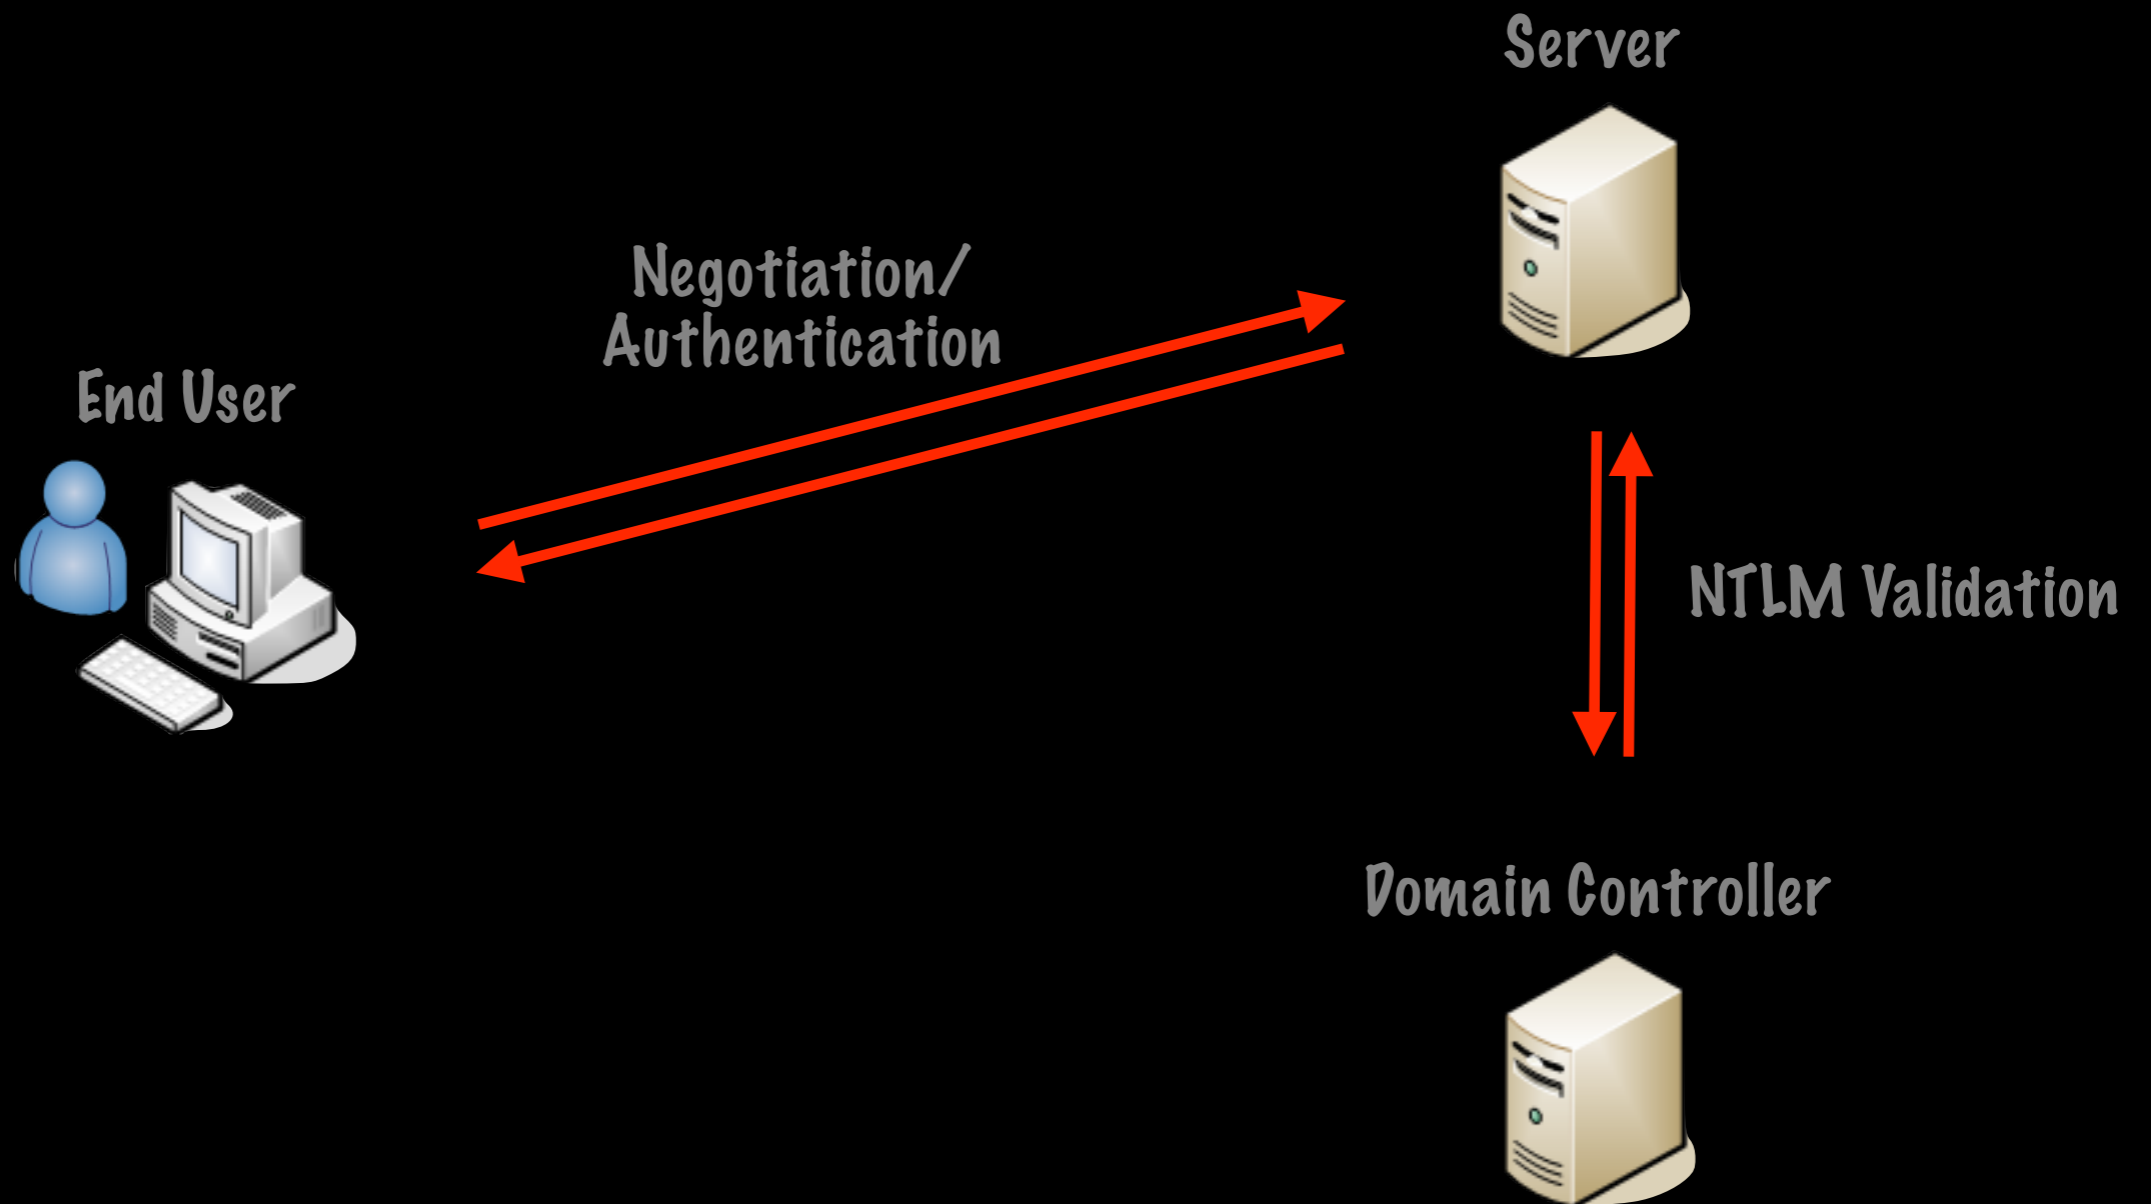 Server
Negotiation/
Authentication
End User
NTLM Validation
Domain Controller